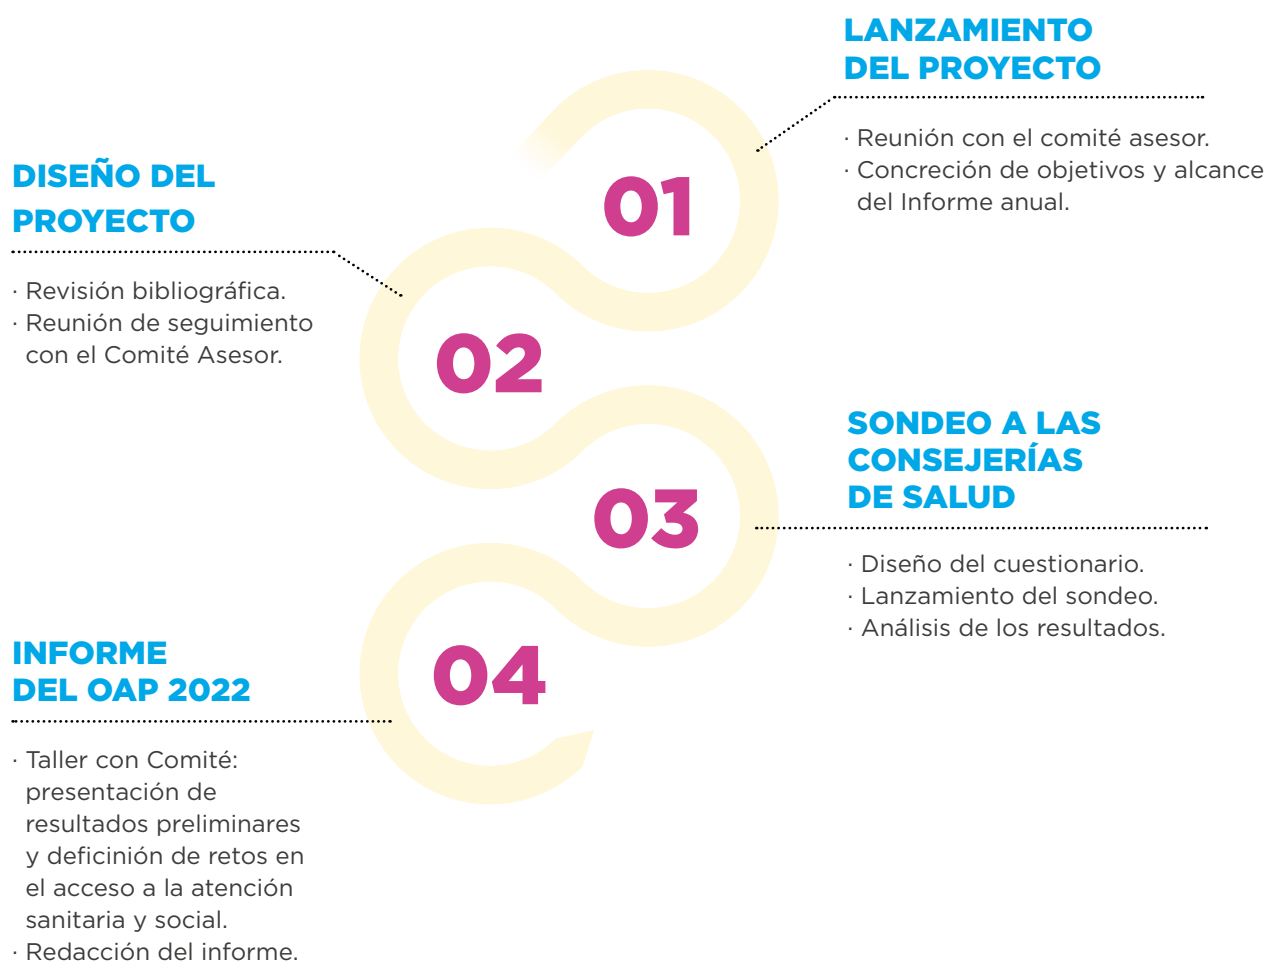 01
LANZAMIENTO
DEL PROYECTO
· Reunión con el comité asesor.
· Concreción de objetivos y alcance
del Informe anual.
02
DISEÑO DEL
PROYECTO
· Revisión bibliográfica.
· Reunión de seguimiento
con el Comité Asesor.
03
SONDEO A LAS
CONSEJERÍAS
DE SALUD
· Diseño del cuestionario.
· Lanzamiento del sondeo.
· Análisis de los resultados.
04
INFORME
DEL OAP 2022
· Taller con Comité:
presentación de
resultados preliminares
y deficinión de retos en
el acceso a la atención
sanitaria y social.
· Redacción del informe.